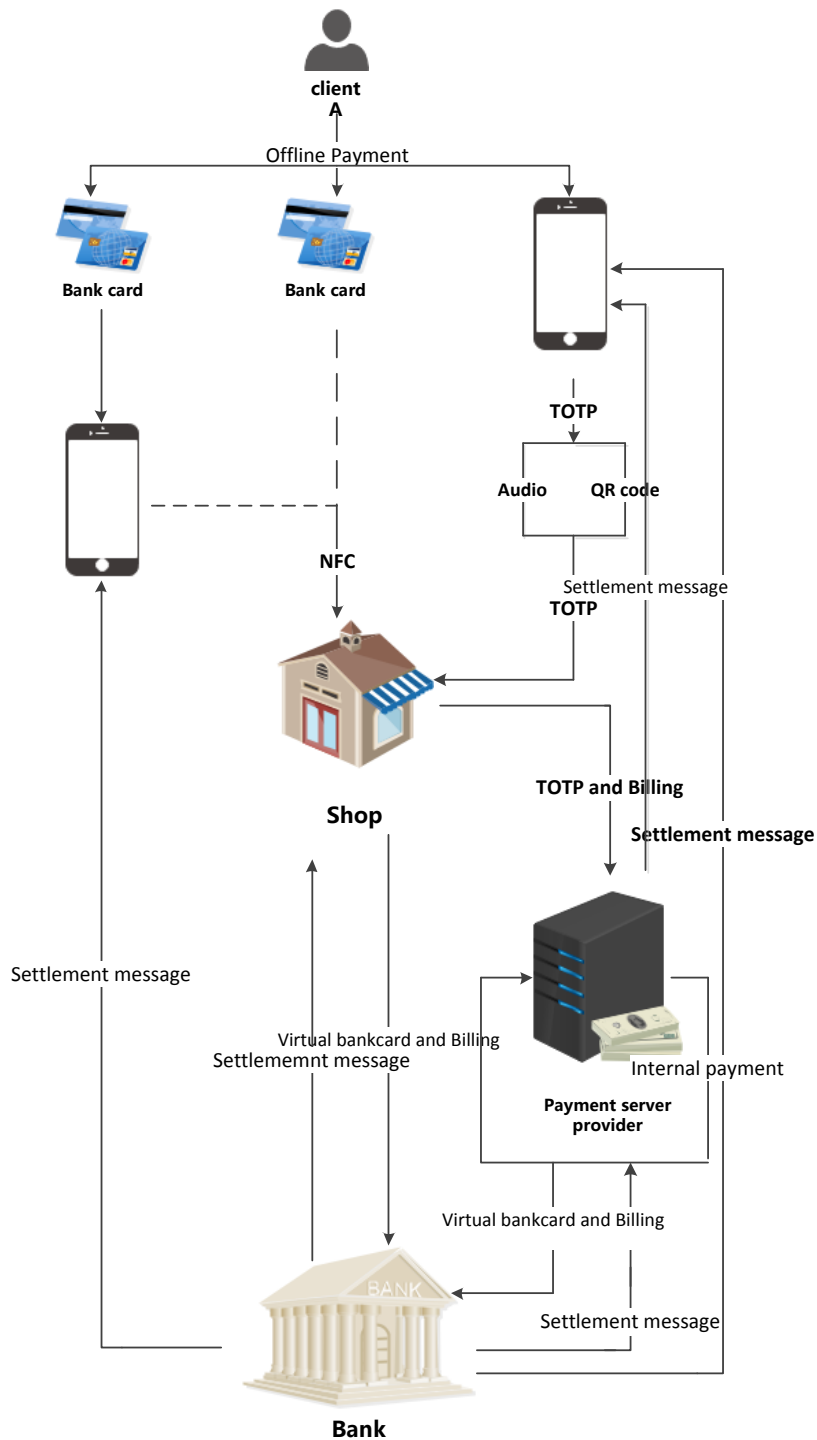 client
A
Offline Payment
Bank card
Bank card
TOTP
Audio
QR code
NFC
Settlement message
TOTP
Shop
TOTP and Billing
Settlement message
Settlement message
Virtual bankcard and Billing
Settlememnt message
Internal payment
Payment server
provider
Virtual bankcard and Billing
BANK
Settlement message
Bank